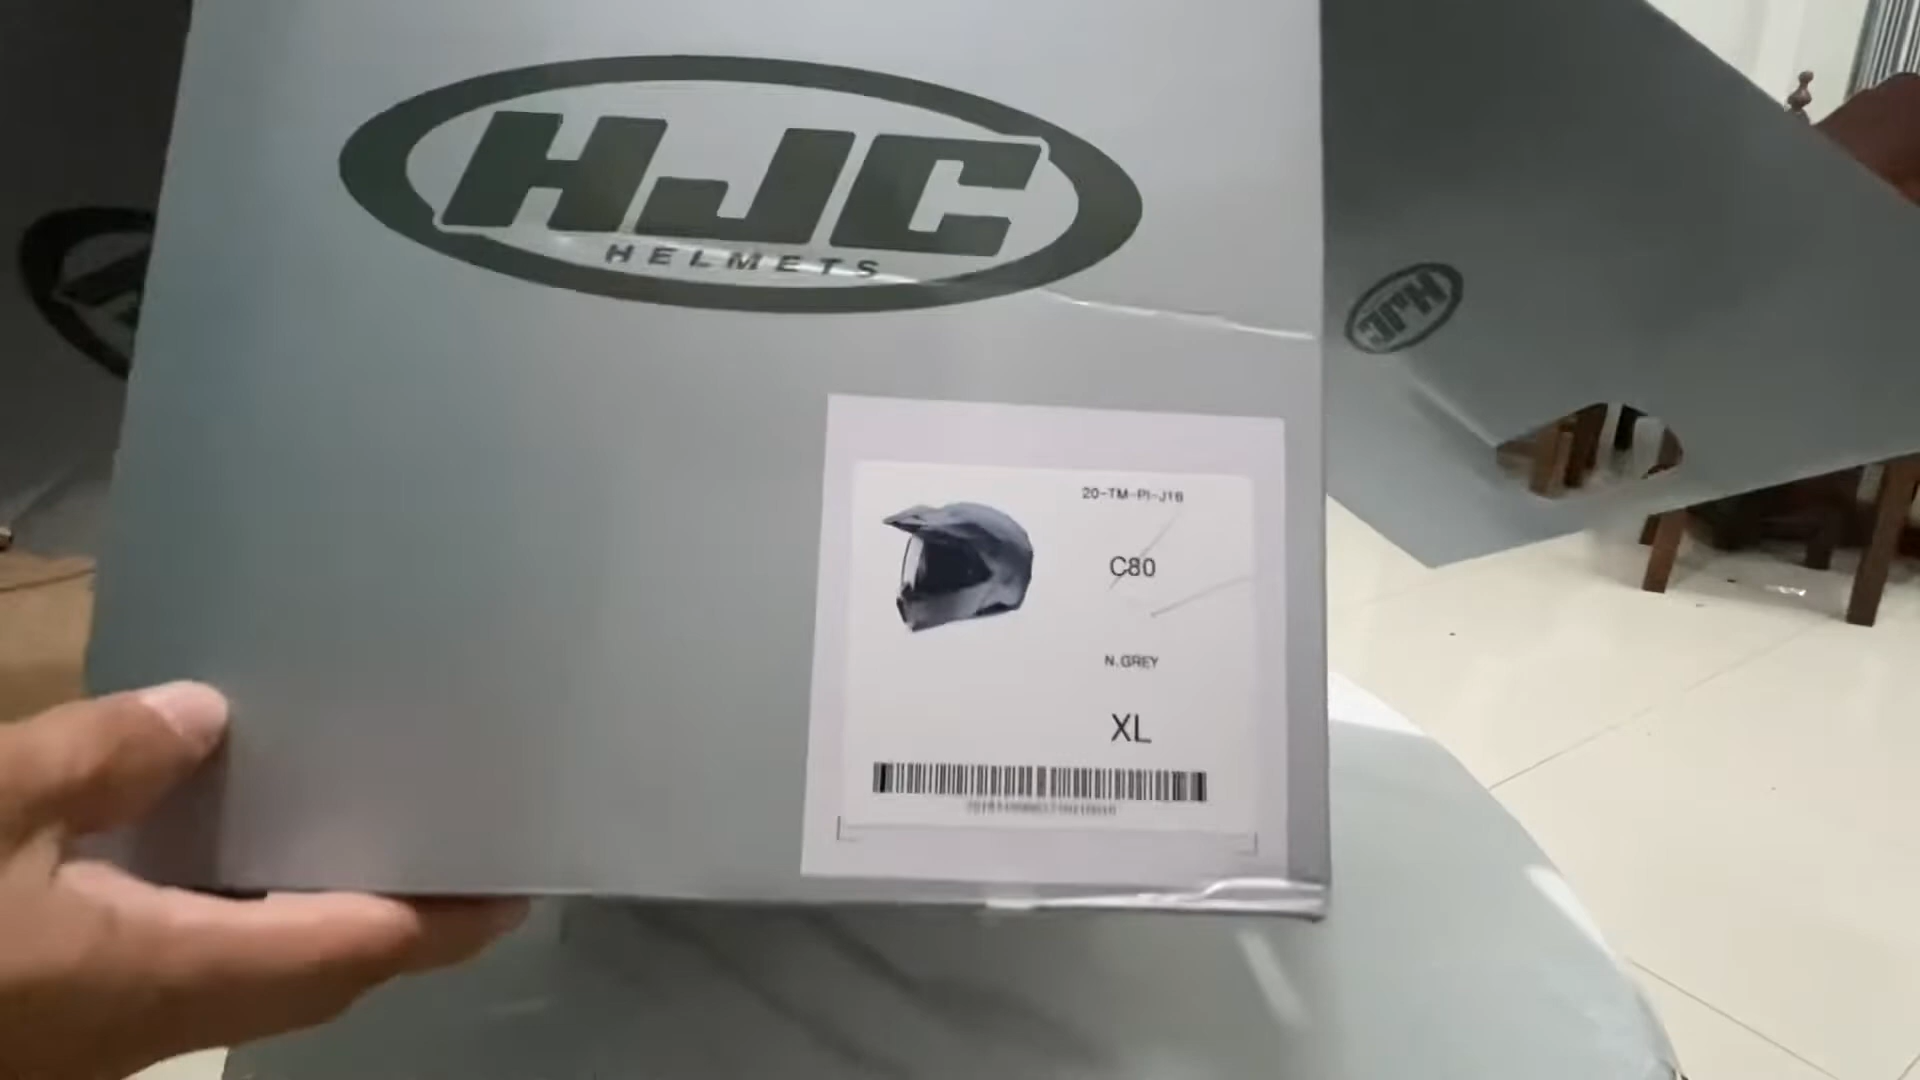 HJC
HELMETS
HJC
20-TM-PI-J16
C80
N.GREY
XL